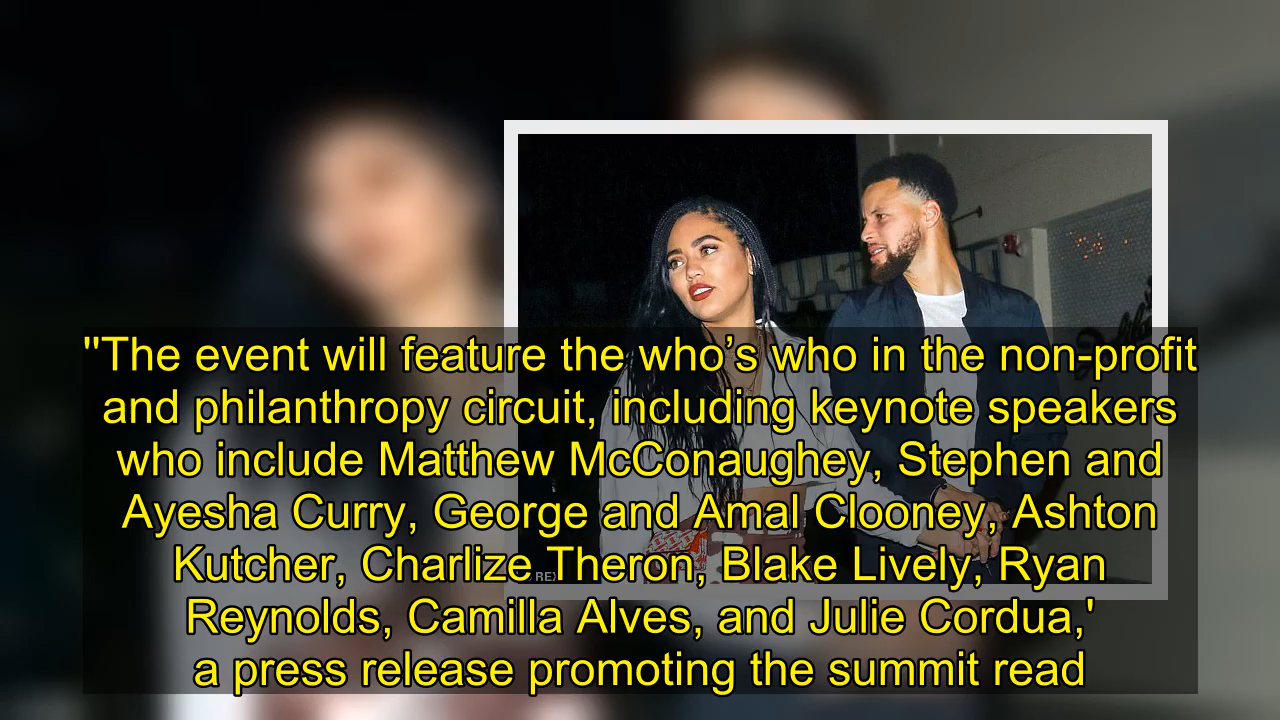 "The event will feature the who’s who in the non-profit
and philanthropy circuit, including keynote speakers
who include Matthew McConaughey, Stephen and
Ayesha Curry, George and Amal Clooney, Ashton
Kutcher, Charlize Theron, Blake Lively, Ryan
Reynolds, Camilla Alves, and Julie Cordua,'
a press release promoting the summit read